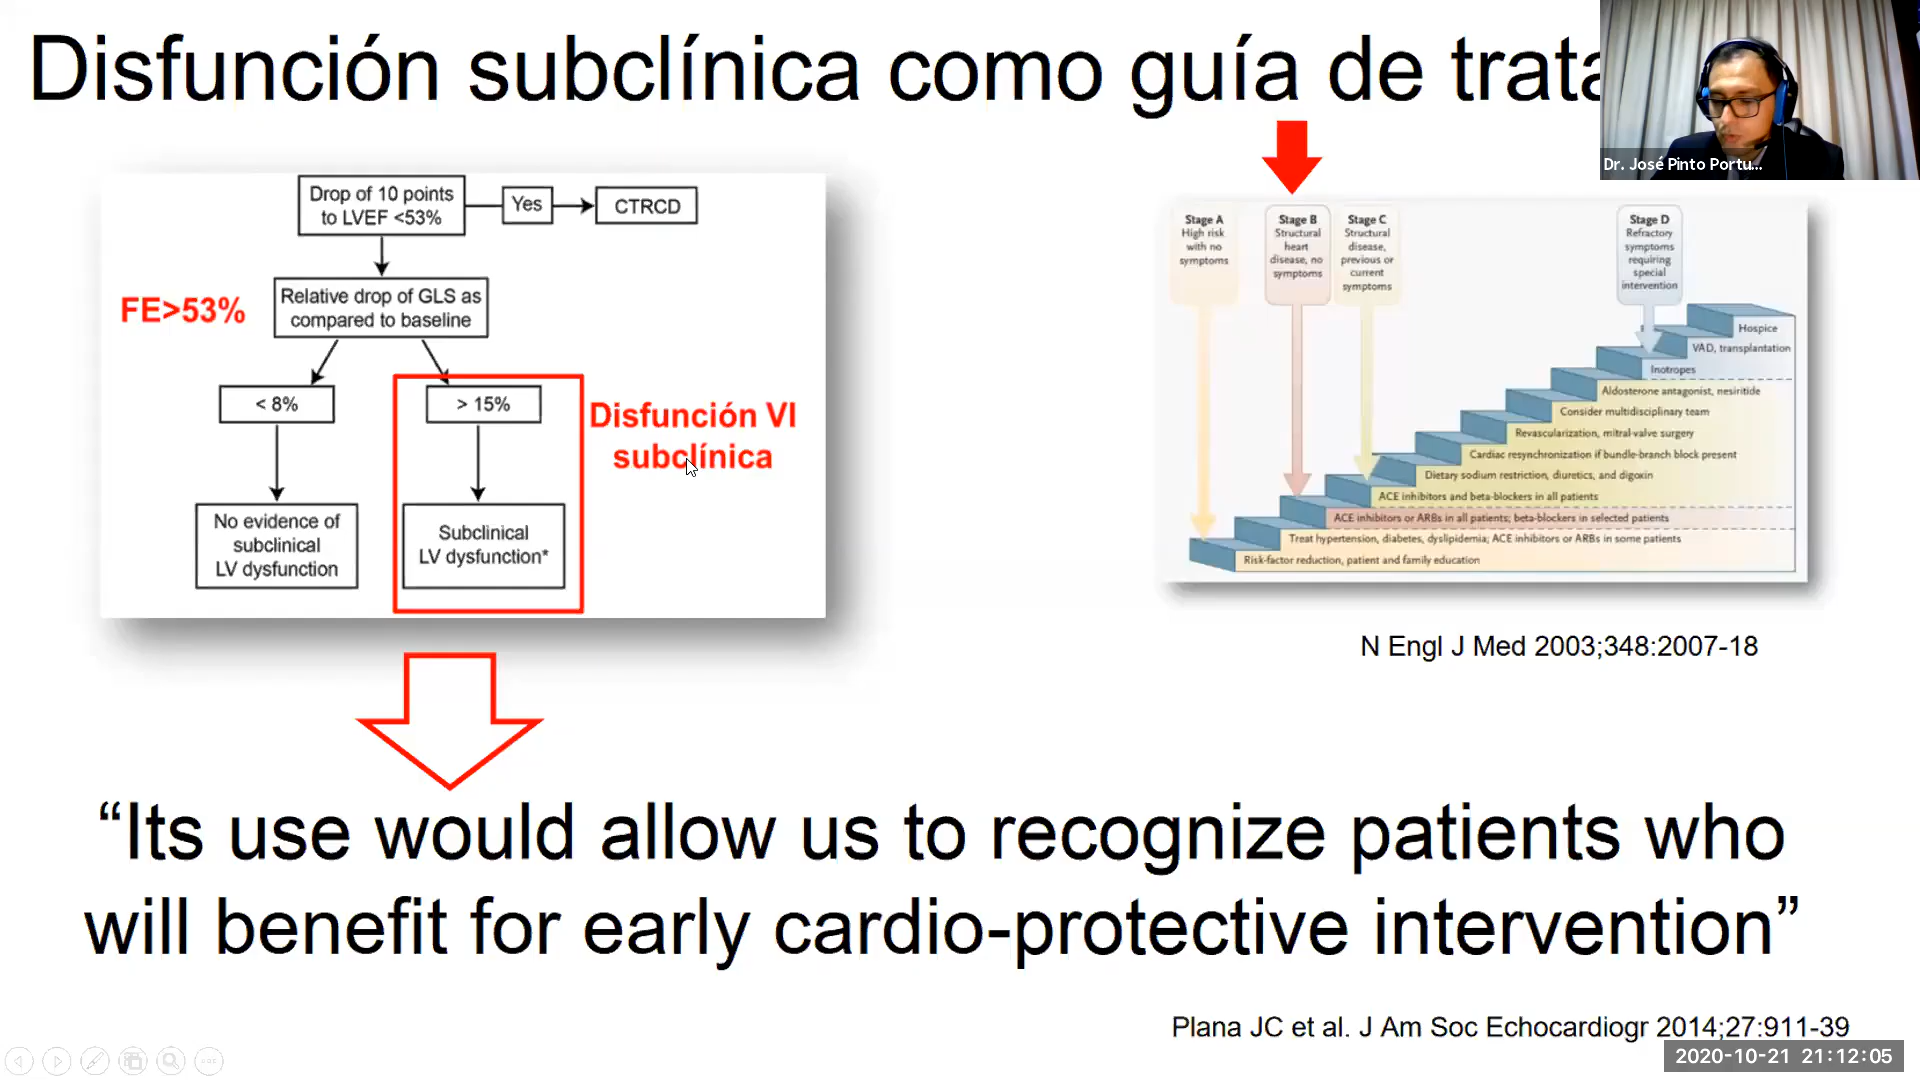 Disfunción subclínica como guía de trata
Dr. José Pinto Portu...
Drop of 10 points
to LVEF <53%
Yes
CTRCD
FE>53%
Relative drop of GLS as
compared to baseline
< 8%
> 15%
Disfunción VI
subclínica
No evidence of
subclinical
LV dysfunction
Subclinical
LV dysfunction*
Stage A
High risk
with no
symptoms
Stage B
Structural
heart
disease, no
symptoms
Stage C
Structural
disease,
previous or
current
symptoms
Stage D
Refractory
symptoms
requiring
special
intervention
Hospice
VAD, transplantation
Inotropes
Aldosterone antagonist, nesiritide
Consider multidisciplinary team
Revascularization, mitral-valve surgery
Cardiac resynchronization if bundle-branch block present
Dietary sodium restriction, diuretics, and digoxin
ACE inhibitors and beta-blockers in all patients
ACE inhibitors or ARBs in all patients; beta-blockers in selected patients
Treat hypertension, diabetes, dyslipidemia; ACE inhibitors or ARBs in some patients
Risk-factor reduction, patient and family education
N Engl J Med 2003;348:2007-18
“Its use would allow us to recognize patients who
will benefit for early cardio-protective intervention”
Plana JC et al. J Am Soc Echocardiogr 2014;27:911-39
2020-10-21 21:12:05